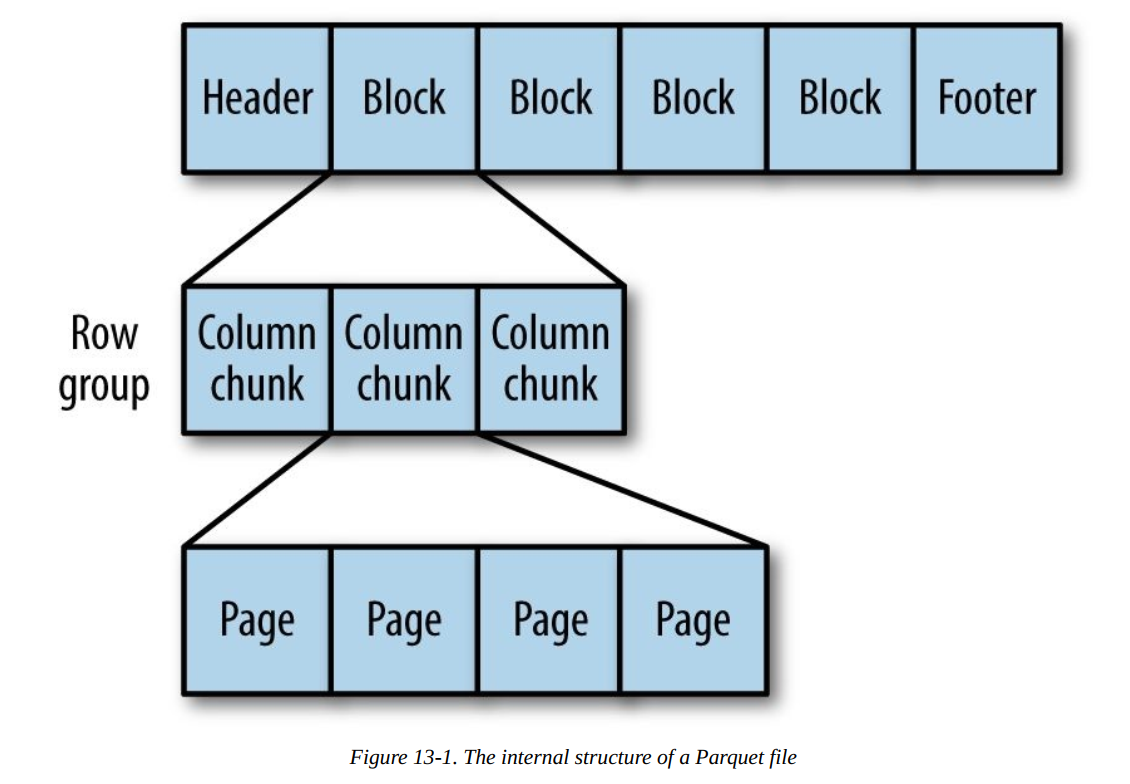 Header Block Block Block Block Footer
Row
group
Column
chunk
Column
chunk
Column
chunk
Page Page Page Page
Figure 13-1. The internal structure of a Parquet file